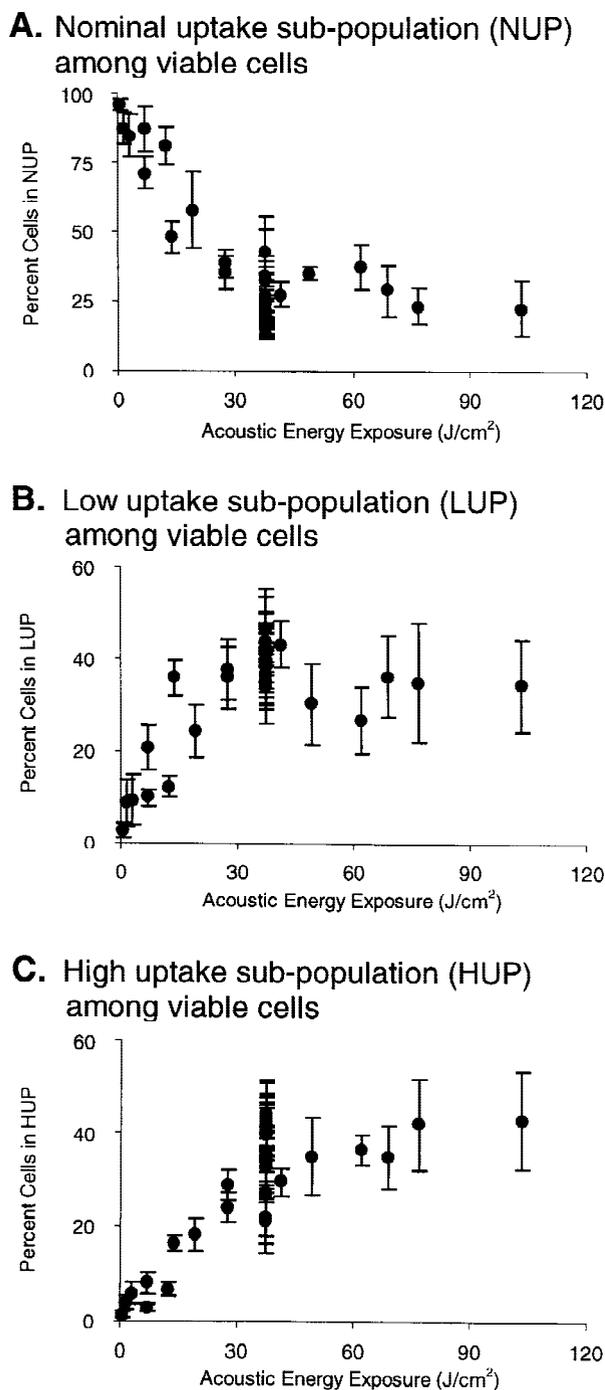 A. Nominal uptake sub-population (NUP)
among viable cells
100
75
50
25
0
Percent Cells in NUP
0 30 60 90 120
Acoustic Energy Exposure (J/cm²)
B. Low uptake sub-population (LUP)
among viable cells
60
40
20
0
Percent Cells in LUP
0 30 60 90 120
Acoustic Energy Exposure (J/cm²)
C. High uptake sub-population (HUP)
among viable cells
60
40
20
0
Percent Cells in HUP
0 30 60 90 120
Acoustic Energy Exposure (J/cm²)